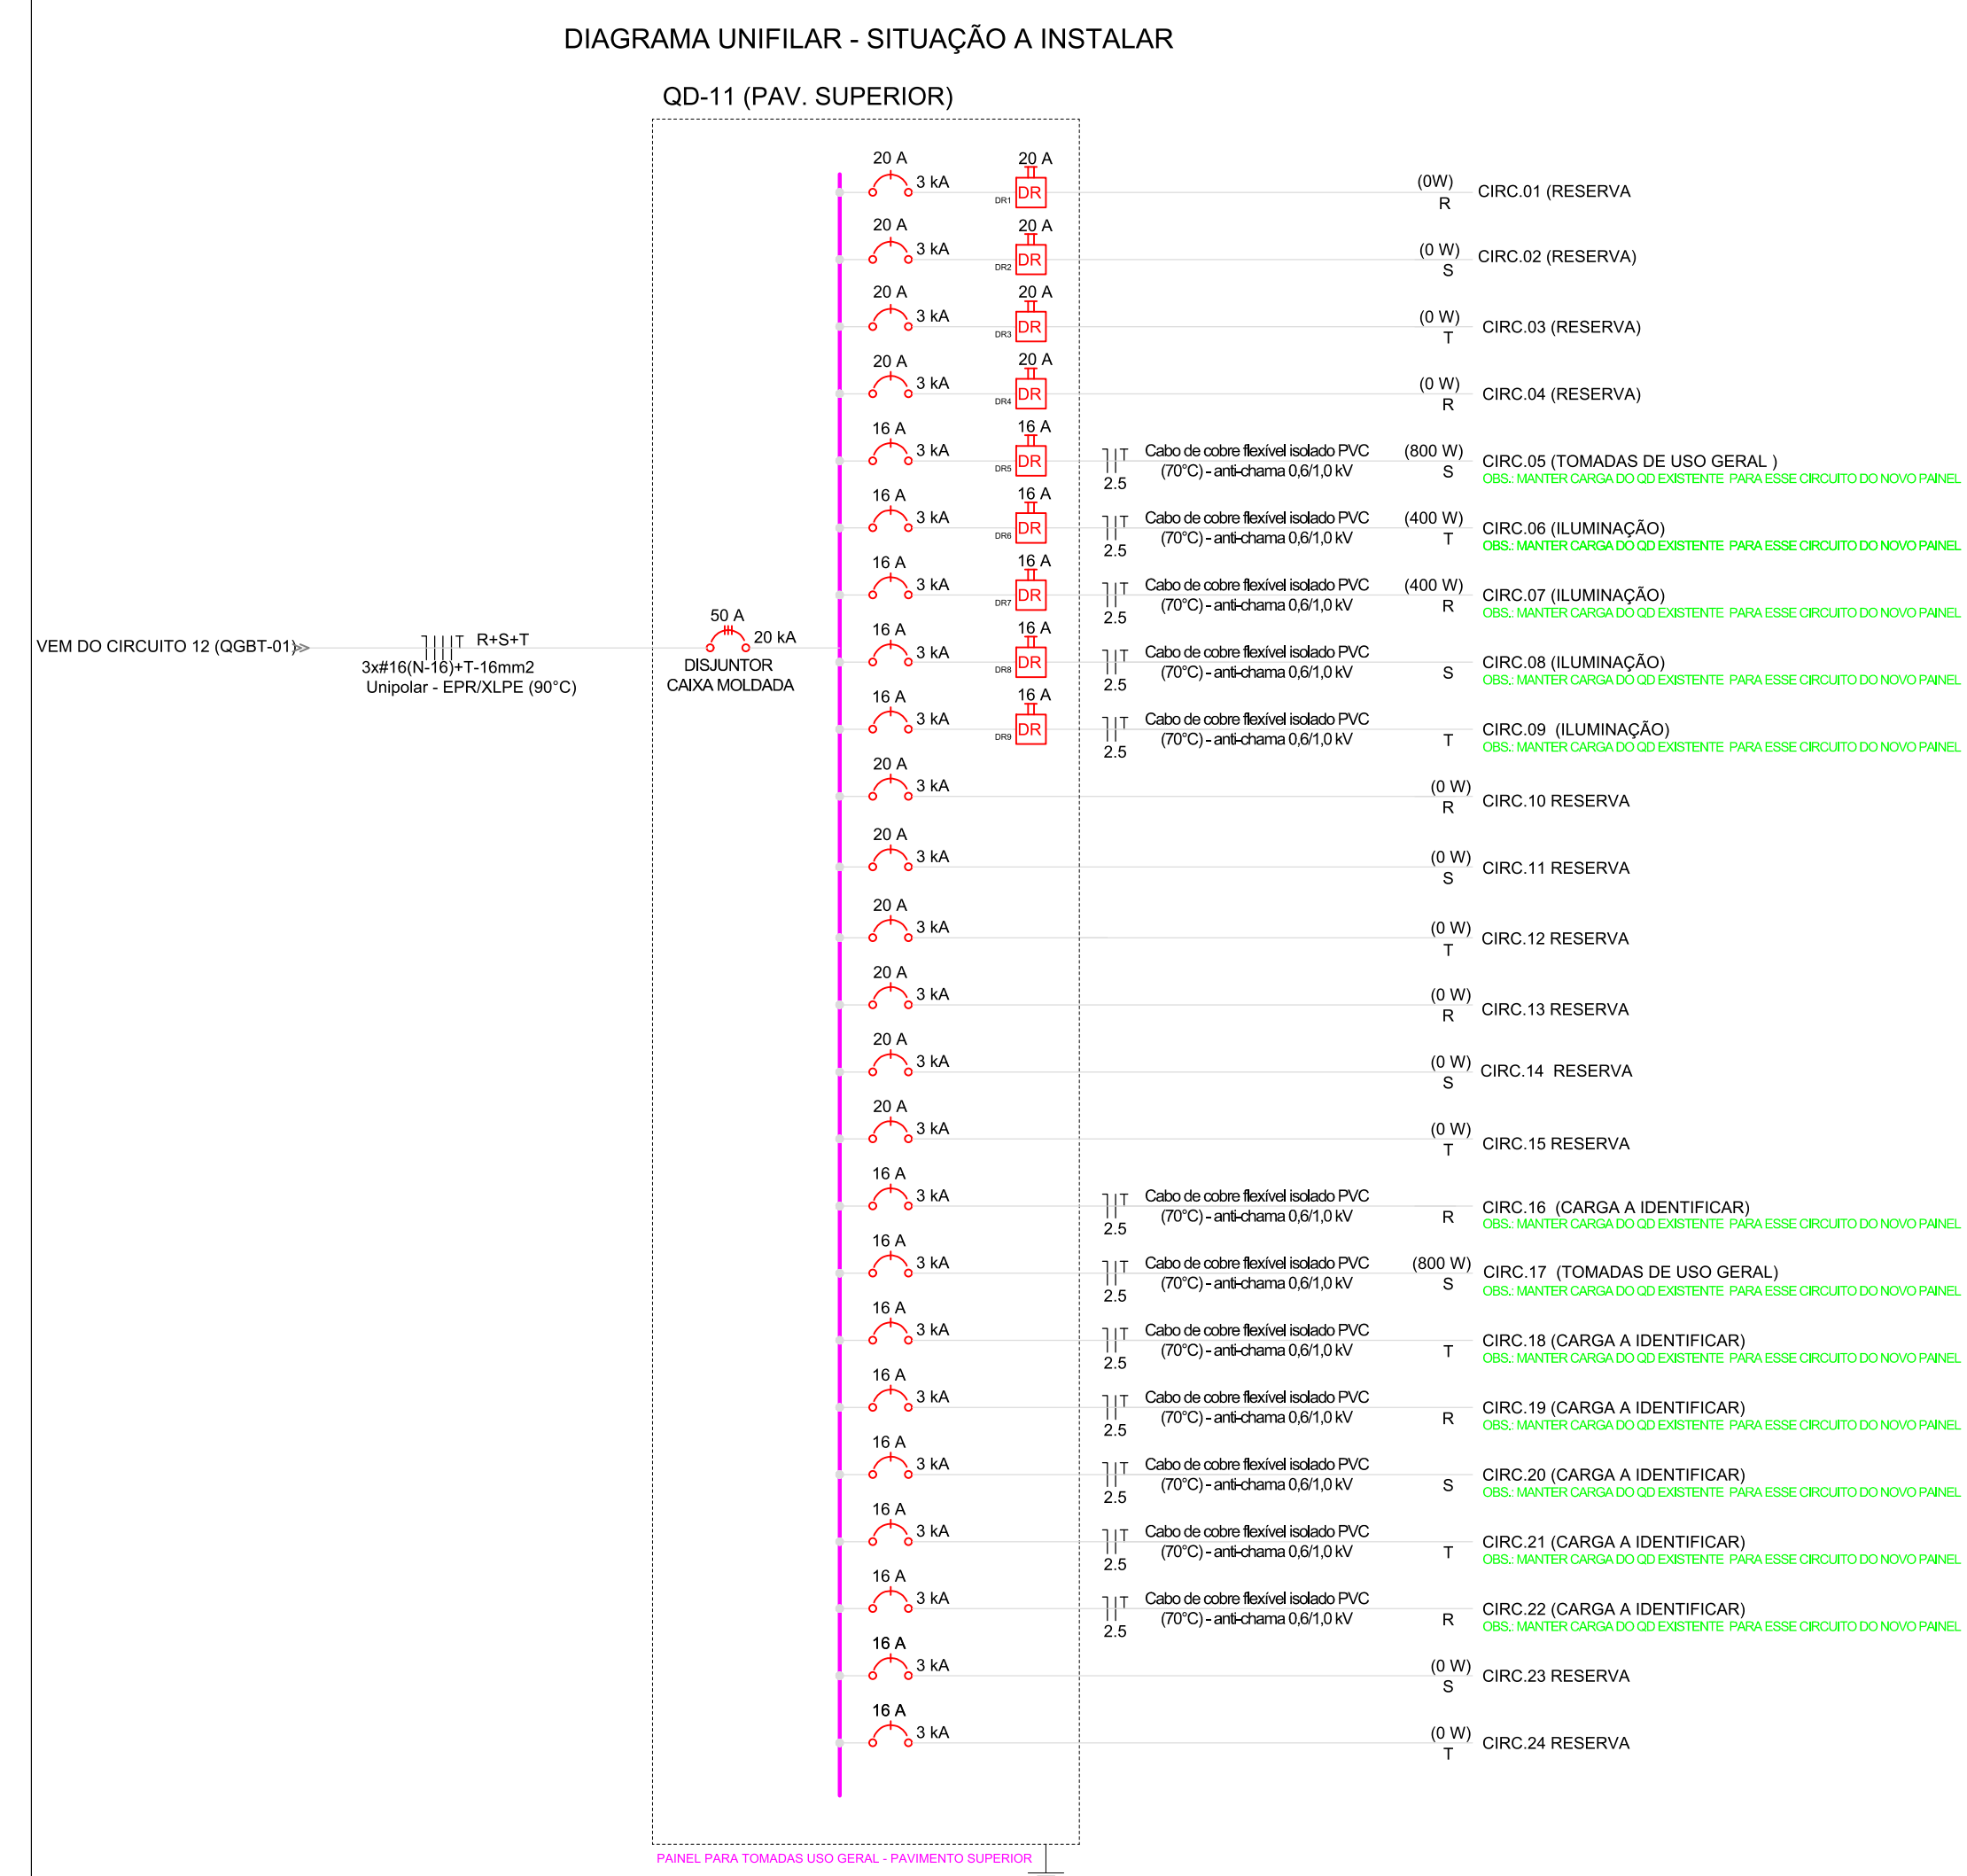 DIAGRAMA UNIFILAR - SITUAÇÃO A INSTALAR
QD-11 (PAV. SUPERIOR)
VEM DO CIRCUITO 12 (QGBT-01)
R+S+T
3x#16(N-16)+T-16mm2
Unipolar - EPR/XLPE (90°C)
50 A
20 kA
DISJUNTOR
CAIXA MOLDADA
20 A
3 kA
20 A
DR1
DR
(0W)
R
CIRC.01 (RESERVA
20 A
3 kA
20 A
DR2
DR
(0 W)
S
CIRC.02 (RESERVA)
20 A
3 kA
20 A
DR3
DR
(0 W)
T
CIRC.03 (RESERVA)
20 A
3 kA
20 A
DR4
DR
(0 W)
R
CIRC.04 (RESERVA)
16 A
3 kA
16 A
DR5
DR
T
2.5
Cabo de cobre flexível isolado PVC
(70°C) - anti-chama 0,6/1,0 kV
(800 W)
S
CIRC.05 (TOMADAS DE USO GERAL )
OBS.: MANTER CARGA DO QD EXISTENTE PARA ESSE CIRCUITO DO NOVO PAINEL
16 A
3 kA
16 A
DR6
DR
T
2.5
Cabo de cobre flexível isolado PVC
(70°C) - anti-chama 0,6/1,0 kV
(400 W)
T
CIRC.06 (ILUMINAÇÃO)
OBS.: MANTER CARGA DO QD EXISTENTE PARA ESSE CIRCUITO DO NOVO PAINEL
16 A
3 kA
16 A
DR7
DR
T
2.5
Cabo de cobre flexível isolado PVC
(70°C) - anti-chama 0,6/1,0 kV
(400 W)
R
CIRC.07 (ILUMINAÇÃO)
OBS.: MANTER CARGA DO QD EXISTENTE PARA ESSE CIRCUITO DO NOVO PAINEL
16 A
3 kA
16 A
DR8
DR
T
2.5
Cabo de cobre flexível isolado PVC
(70°C) - anti-chama 0,6/1,0 kV
S
CIRC.08 (ILUMINAÇÃO)
OBS.: MANTER CARGA DO QD EXISTENTE PARA ESSE CIRCUITO DO NOVO PAINEL
16 A
3 kA
16 A
DR9
DR
T
2.5
Cabo de cobre flexível isolado PVC
(70°C) - anti-chama 0,6/1,0 kV
T
CIRC.09 (ILUMINAÇÃO)
OBS.: MANTER CARGA DO QD EXISTENTE PARA ESSE CIRCUITO DO NOVO PAINEL
20 A
3 kA
(0 W)
R
CIRC.10 RESERVA
20 A
3 kA
(0 W)
S
CIRC.11 RESERVA
20 A
3 kA
(0 W)
T
CIRC.12 RESERVA
20 A
3 kA
(0 W)
R
CIRC.13 RESERVA
20 A
3 kA
(0 W)
S
CIRC.14 RESERVA
20 A
3 kA
(0 W)
T
CIRC.15 RESERVA
16 A
3 kA
T
2.5
Cabo de cobre flexível isolado PVC
(70°C) - anti-chama 0,6/1,0 kV
R
CIRC.16 (CARGA A IDENTIFICAR)
OBS.: MANTER CARGA DO QD EXISTENTE PARA ESSE CIRCUITO DO NOVO PAINEL
16 A
3 kA
T
2.5
Cabo de cobre flexível isolado PVC
(70°C) - anti-chama 0,6/1,0 kV
(800 W)
S
CIRC.17 (TOMADAS DE USO GERAL)
OBS.: MANTER CARGA DO QD EXISTENTE PARA ESSE CIRCUITO DO NOVO PAINEL
16 A
3 kA
T
2.5
Cabo de cobre flexível isolado PVC
(70°C) - anti-chama 0,6/1,0 kV
T
CIRC.18 (CARGA A IDENTIFICAR)
OBS.: MANTER CARGA DO QD EXISTENTE PARA ESSE CIRCUITO DO NOVO PAINEL
16 A
3 kA
T
2.5
Cabo de cobre flexível isolado PVC
(70°C) - anti-chama 0,6/1,0 kV
R
CIRC.19 (CARGA A IDENTIFICAR)
OBS.: MANTER CARGA DO QD EXISTENTE PARA ESSE CIRCUITO DO NOVO PAINEL
16 A
3 kA
T
2.5
Cabo de cobre flexível isolado PVC
(70°C) - anti-chama 0,6/1,0 kV
S
CIRC.20 (CARGA A IDENTIFICAR)
OBS.: MANTER CARGA DO QD EXISTENTE PARA ESSE CIRCUITO DO NOVO PAINEL
16 A
3 kA
T
2.5
Cabo de cobre flexível isolado PVC
(70°C) - anti-chama 0,6/1,0 kV
T
CIRC.21 (CARGA A IDENTIFICAR)
OBS.: MANTER CARGA DO QD EXISTENTE PARA ESSE CIRCUITO DO NOVO PAINEL
16 A
3 kA
T
2.5
Cabo de cobre flexível isolado PVC
(70°C) - anti-chama 0,6/1,0 kV
R
CIRC.22 (CARGA A IDENTIFICAR)
OBS.: MANTER CARGA DO QD EXISTENTE PARA ESSE CIRCUITO DO NOVO PAINEL
16 A
3 kA
(0 W)
S
CIRC.23 RESERVA
16 A
3 kA
(0 W)
T
CIRC.24 RESERVA
PAINEL PARA TOMADAS USO GERAL - PAVIMENTO SUPERIOR